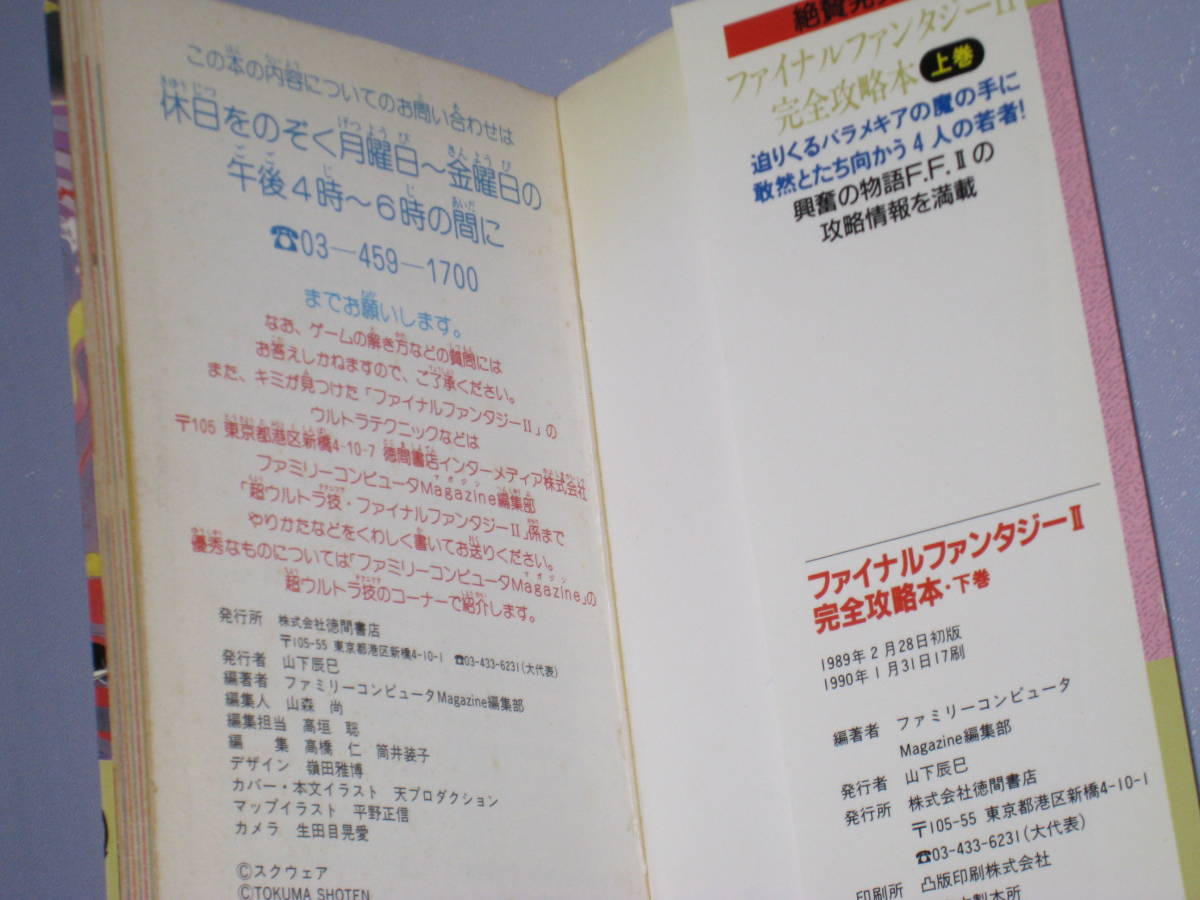 この本の内容についてのお問い合わせは
休日をのぞく月曜日～金曜日の
午後4時～6時の間に
☎03―459―1700
までお願いします。
なお、ゲームの解き方などの質問には
お答えしかねますので、ご了承ください。
また、キミが見つけた「ファイナルファンタジーII」の
ウルトラテクニックなどは
〒105 東京都港区新橋4-10-7 徳間書店インターメディア株式会社
ファミリーコンピュータMagazine編集部
「超ウルトラ技・ファイナルファンタジーII」係まで
やりかたなどをくわしく書いてお送りください。
優秀なものについては「ファミリーコンピュータMagazine」の
超ウルトラ技のコーナーで紹介します。
発行所 株式会社徳間書店
〒105-55 東京都港区新橋4-10-1 ☎03-433-6231(大代表)
発行者 山下辰巳
編著者 ファミリーコンピュータMagazine編集部
編集人 山森 尚
編集担当 高垣 聡
編 集 高橋 仁 筒井装子
デザイン 嶺田雅博
カバー・本文イラスト 天プロダクション
マップイラスト 平野正信
カメラ 生田目晃愛
©スクウェア
©TOKUMA SHOTEN
ファイナルファンタジーII
完全攻略本 上巻
迫りくるパラメキアの魔の手に
敢然とたち向かう4人の若者!
興奮の物語F.F.IIの
攻略情報を満載
ファイナルファンタジーII
完全攻略本・下巻
1989年2月28日初版
1990年1月31日17刷
編著者 ファミリーコンピュータ
Magazine編集部
発行者 山下辰巳
発行所 株式会社徳間書店
〒105-55 東京都港区新橋4-10-1
☎03-433-6231(大代表)
印刷所 凸版印刷株式会社
製本所